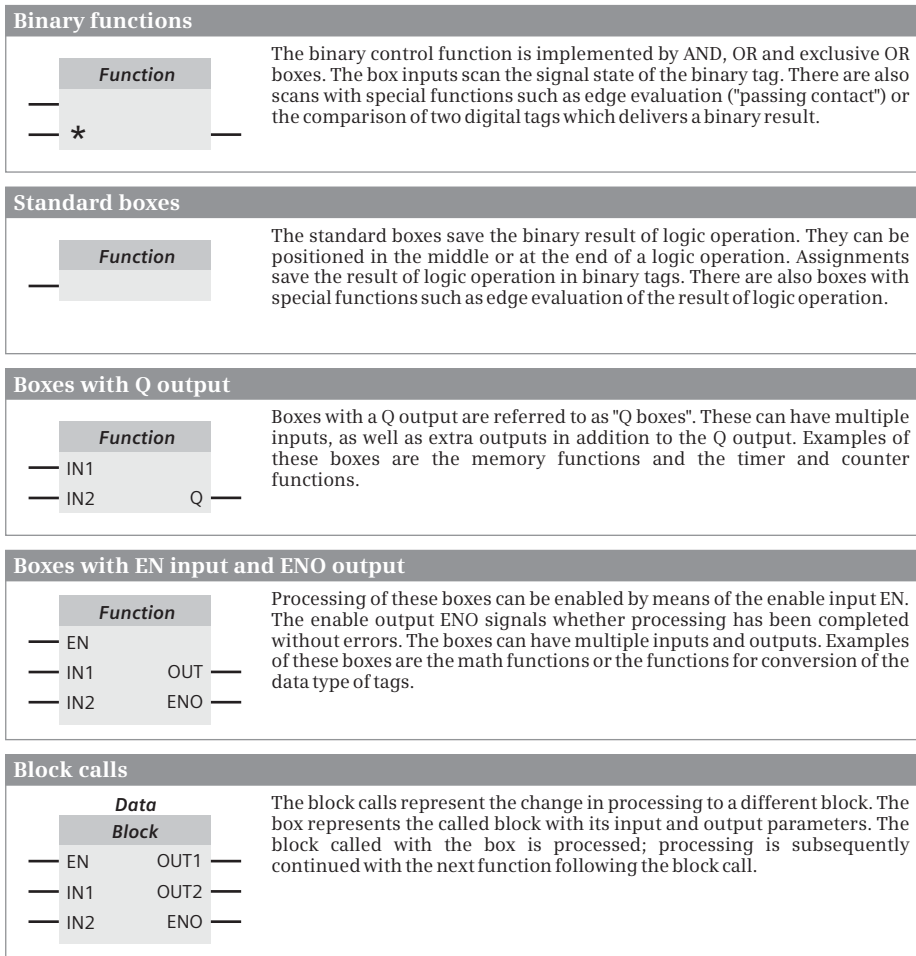 Binary functions
Function
*
The binary control function is implemented by AND, OR and exclusive OR
boxes. The box inputs scan the signal state of the binary tag. There are also
scans with special functions such as edge evaluation ("passing contact") or
the comparison of two digital tags which delivers a binary result.
Standard boxes
Function
The standard boxes save the binary result of logic operation. They can be
positioned in the middle or at the end of a logic operation. Assignments
save the result of logic operation in binary tags. There are also boxes with
special functions such as edge evaluation of the result of logic operation.
Boxes with Q output
Function
IN1
IN2 Q
Boxes with a Q output are referred to as "Q boxes". These can have multiple
inputs, as well as extra outputs in addition to the Q output. Examples of
these boxes are the memory functions and the timer and counter
functions.
Boxes with EN input and ENO output
Function
EN
IN1 OUT
IN2 ENO
Processing of these boxes can be enabled by means of the enable input EN.
The enable output ENO signals whether processing has been completed
without errors. The boxes can have multiple inputs and outputs. Examples
of these boxes are the math functions or the functions for conversion of the
data type of tags.
Block calls
Data
Block
EN OUT1
IN1 OUT2
IN2 ENO
The block calls represent the change in processing to a different block. The
box represents the called block with its input and output parameters. The
block called with the box is processed; processing is subsequently
continued with the next function following the block call.